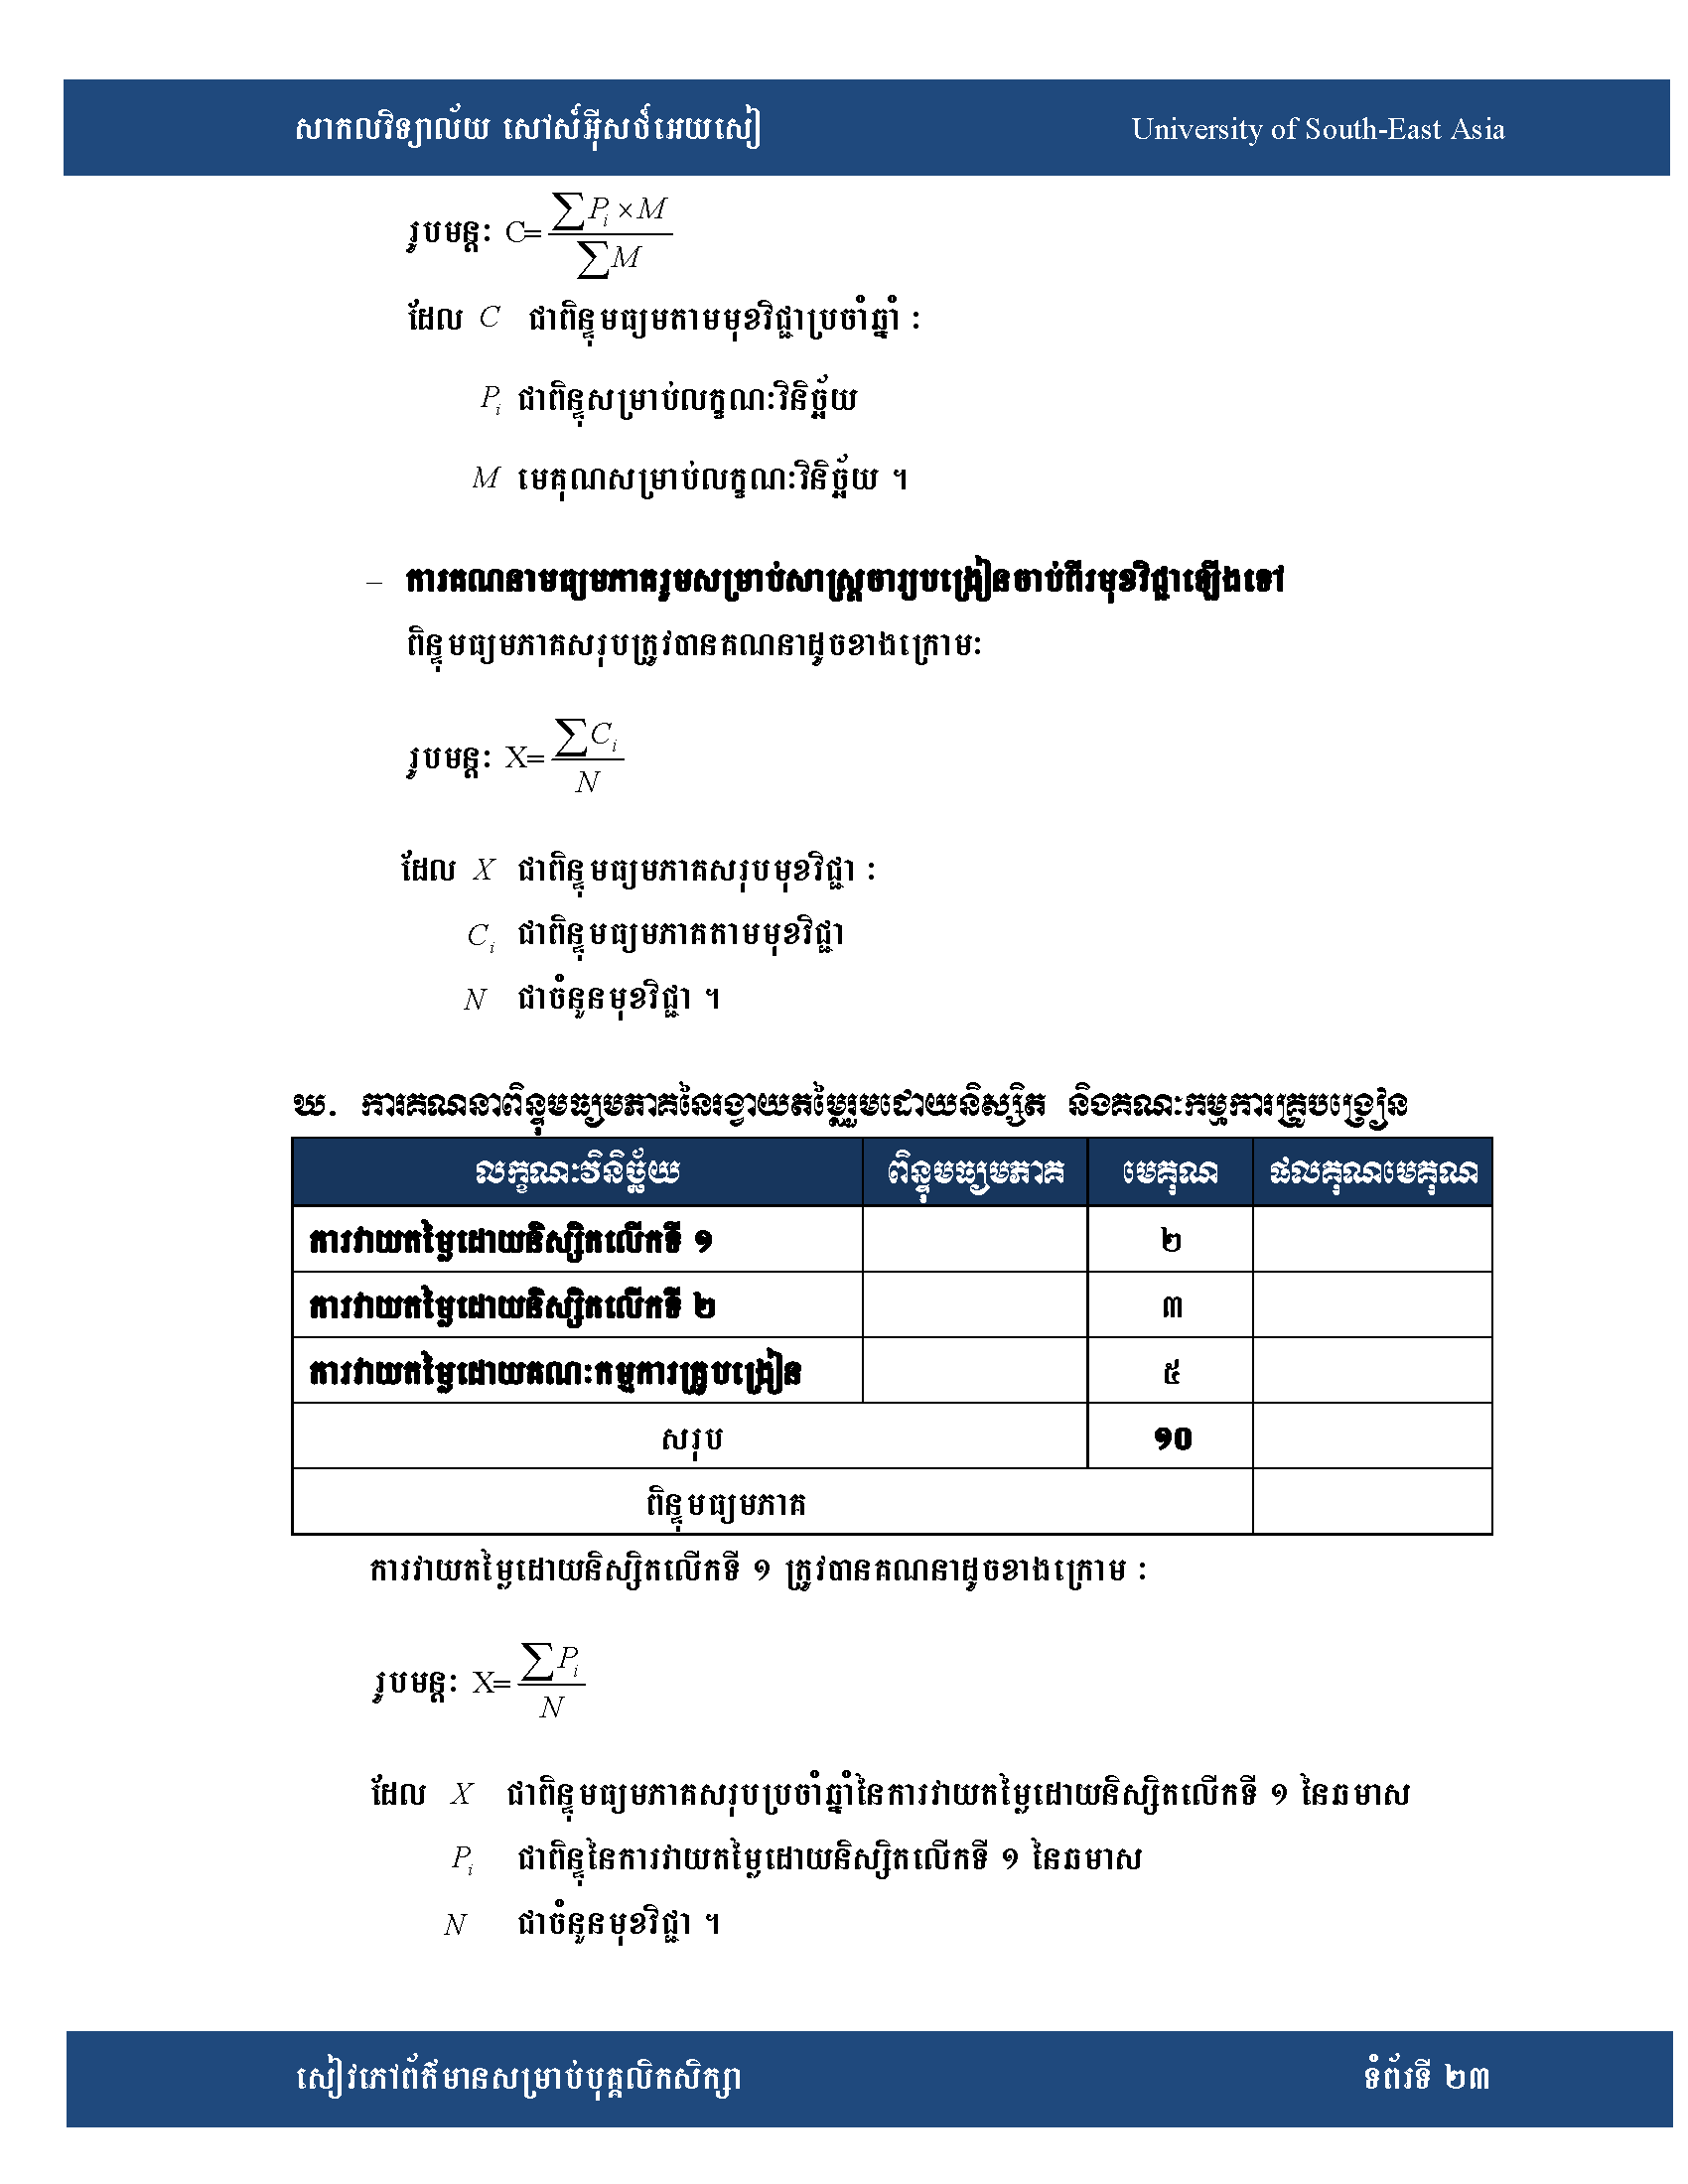 សាកលវិទ្យាល័យ សៅស៍អ៊ីសថ៍អេយសៀ University of South-East Asia
រូបមន្តៈ C= ∑Pi × M / ∑M
ដែល C ជាពិន្ទុមធ្យមតាមមុខវិជ្ជាប្រចាំឆ្នាំ :
Pi ជាពិន្ទុសម្រាប់លក្ខណៈវិនិច្ឆ័យ
M មេគុណសម្រាប់លក្ខណៈវិនិច្ឆ័យ ។
– ការគណនាមធ្យមភាគរួមសម្រាប់សាស្ត្រចារ្យបង្រៀនចាប់ពីរមុខវិជ្ជាឡើងទៅ
ពិន្ទុមធ្យមភាគសរុបត្រូវបានគណនាដូចខាងក្រោមៈ
រូបមន្តៈ X= ∑Ci / N
ដែល X ជាពិន្ទុមធ្យមភាគសរុបមុខវិជ្ជា :
Ci ជាពិន្ទុមធ្យមភាគតាមមុខវិជ្ជា
N ជាចំនួនមុខវិជ្ជា ។
ឃ. ការគណនាពិន្ទុមធ្យមភាគនៃរង្វាយតម្លៃរួមដោយនិស្សិត និងគណៈកម្មការគ្រូបង្រៀន
លក្ខណៈវិនិច្ឆ័យ ពិន្ទុមធ្យមភាគ មេគុណ ផលគុណមេគុណ
ការវាយតម្លៃដោយនិស្សិតលើកទី ១ ២
ការវាយតម្លៃដោយនិស្សិតលើកទី ២ ៣
ការវាយតម្លៃដោយគណៈកម្មការគ្រូបង្រៀន ៥
សរុប ១០
ពិន្ទុមធ្យមភាគ
ការវាយតម្លៃដោយនិស្សិតលើកទី ១ ត្រូវបានគណនាដូចខាងក្រោម :
រូបមន្តៈ X= ∑Pi / N
ដែល X ជាពិន្ទុមធ្យមភាគសរុបប្រចាំឆ្នាំនៃការវាយតម្លៃដោយនិស្សិតលើកទី ១ នៃឆមាស
Pi ជាពិន្ទុនៃការវាយតម្លៃដោយនិស្សិតលើកទី ១ នៃឆមាស
N ជាចំនួនមុខវិជ្ជា ។
សៀវភៅព័ត៌មានសម្រាប់បុគ្គលិកសិក្សា ទំព័រទី ២៣